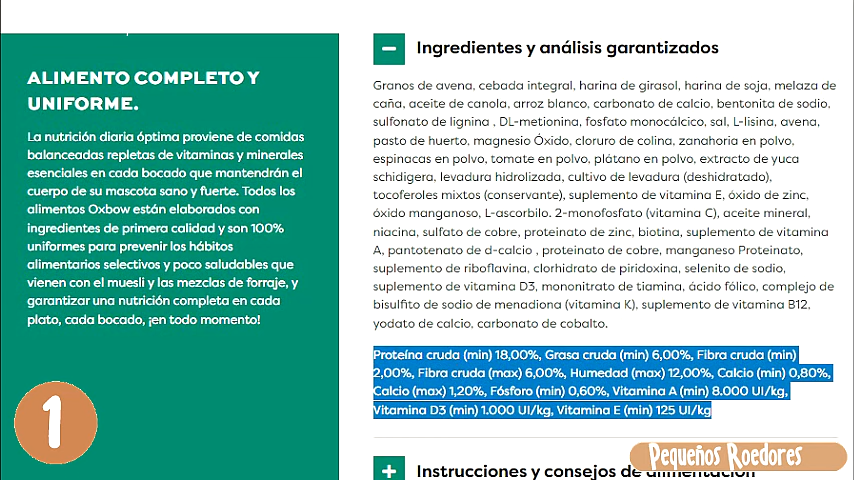 ALIMENTO COMPLETO Y
UNIFORME.
La nutrición diaria óptima proviene de comidas
balanceadas repletas de vitaminas y minerales
esenciales en cada bocado que mantendrán el
cuerpo de su mascota sano y fuerte. Todos los
alimentos Oxbow están elaborados con
ingredientes de primera calidad y son 100%
uniformes para prevenir los hábitos
alimentarios selectivos y poco saludables que
vienen con el muesli y las mezclas de forraje, y
garantizar una nutrición completa en cada
plato, cada bocado, ¡en todo momento!
1
Ingredientes y análisis garantizados
Granos de avena, cebada integral, harina de girasol, harina de soja, melaza de
caña, aceite de canola, arroz blanco, carbonato de calcio, bentonita de sodio,
sulfonato de lignina , DL-metionina, fosfato monocálcico, sal, L-lisina, avena,
pasto de huerto, magnesio Óxido, cloruro de colina, zanahoria en polvo,
espinacas en polvo, tomate en polvo, plátano en polvo, extracto de yuca
schidigera, levadura hidrolizada, cultivo de levadura (deshidratado),
tocoferoles mixtos (conservante), suplemento de vitamina E, óxido de zinc,
óxido manganoso, L-ascorbilo. 2-monofosfato (vitamina C), aceite mineral,
niacina, sulfato de cobre, proteinato de zinc, biotina, suplemento de vitamina
A, pantotenato de d-calcio , proteinato de cobre, manganeso Proteinato,
suplemento de riboflavina, clorhidrato de piridoxina, selenito de sodio,
suplemento de vitamina D3, mononitrato de tiamina, ácido fólico, complejo de
bisulfito de sodio de menadiona (vitamina K), suplemento de vitamina B12,
yodato de calcio, carbonato de cobalto.
Proteína cruda (min) 18,00%, Grasa cruda (min) 6,00%, Fibra cruda (min)
2,00%, Fibra cruda (max) 6,00%, Humedad (max) 12,00%, Calcio (min) 0,80%,
Calcio (max) 1,20%, Fósforo (min) 0,60%, Vitamina A (min) 8.000 UI/kg,
Vitamina D3 (min) 1.000 UI/kg, Vitamina E (min) 125 UI/kg
Instrucciones y consejos de alimentación
Pequeños Roedores